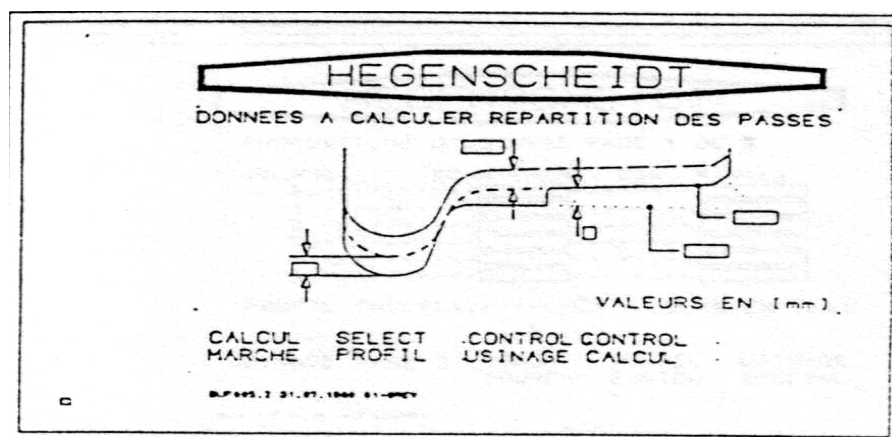 HEGENSCHEIDT
DONNEES A CALCULER REPARTITION DES PASSES
VALEURS EN [mm]
CALCUL SELECT CONTROL CONTROL
MARCHE PROFIL USINAGE CALCUL